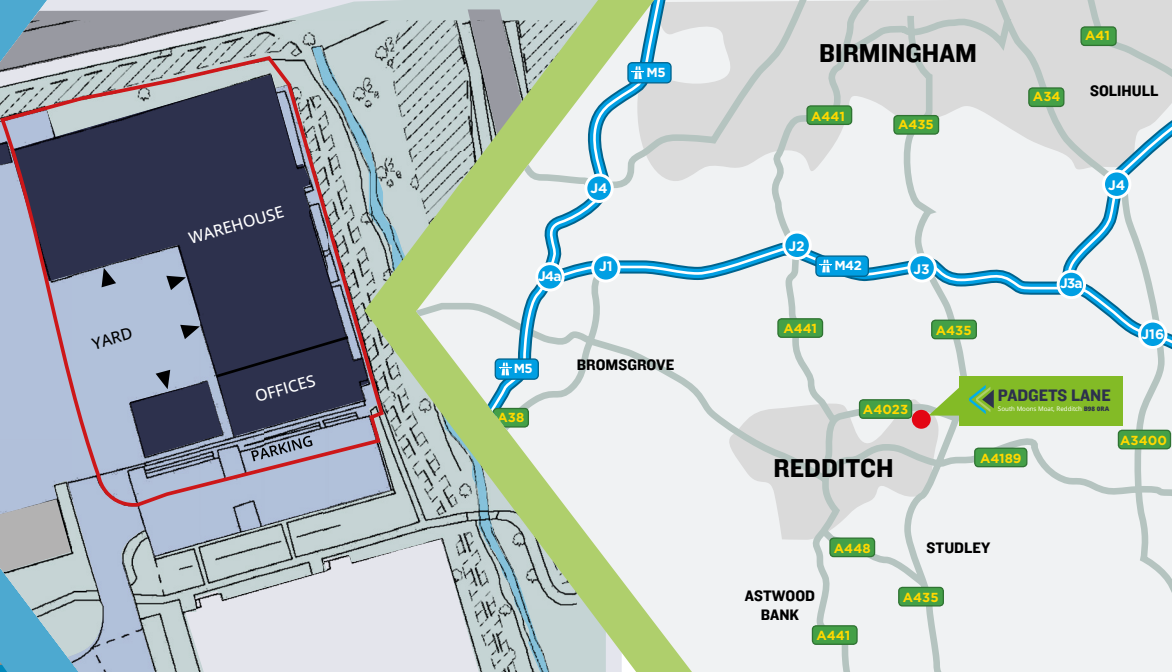 WAREHOUSE
YARD
OFFICES
PARKING
BIRMINGHAM
A41
M5
SOLIHULL
A34
A441
A435
J4
J4
J2
J4a
J1
M42
J3
J3a
A441
A435
J16
BROMSGROVE
M5
A38
A4023
PADGETS LANE
South Moons Moat, Redditch B98 0RA
A3400
A4189
REDDITCH
A448
STUDLEY
ASTWOOD
BANK
A435
A441